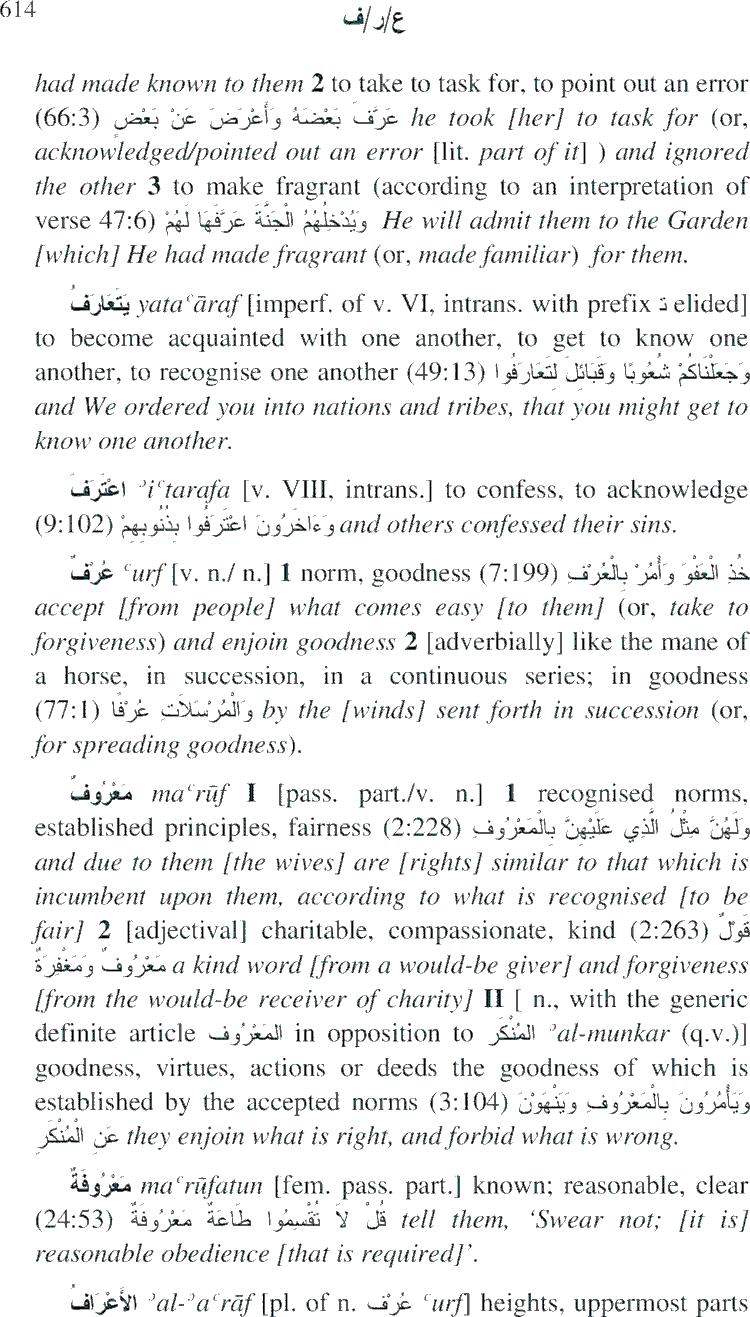 614
ع/ر/ف
had made known to them 2 to take to task for, to point out an error
(66:3) عَرَّفَ بَعْضَهُ وَأَعْرَضَ عَنْ بَعْضٍ he took [her] to task for (or,
acknowledged/pointed out an error [lit. part of it] ) and ignored
the other 3 to make fragrant (according to an interpretation of
verse 47:6) وَيُدْخِلُهُمُ الْجَنَّةَ عَرَّفَهَا لَهُمْ He will admit them to the Garden
[which] He had made fragrant (or, made familiar) for them.
يَتَعَارَفُ yataʿāraf [imperf. of v. VI, intrans. with prefix تَ elided]
to become acquainted with one another, to get to know one
another, to recognise one another (49:13) وَجَعَلْنَاكُمْ شُعُوبًا وَقَبَائِلَ لِتَعَارَفُوا
and We ordered you into nations and tribes, that you might get to
know one another.
اعْتَرَفَ ʾiʿtarafa [v. VIII, intrans.] to confess, to acknowledge
(9:102) وَءَاخَرُونَ اعْتَرَفُوا بِذُنُوبِهِمْ and others confessed their sins.
عُرْفٌ ʿurf [v. n./ n.] 1 norm, goodness (7:199) خُذِ الْعَفْوَ وَأْمُرْ بِالْعُرْفِ
accept [from people] what comes easy [to them] (or, take to
forgiveness) and enjoin goodness 2 [adverbially] like the mane of
a horse, in succession, in a continuous series; in goodness
(77:1) وَالْمُرْسَلَاتِ عُرْفًا by the [winds] sent forth in succession (or,
for spreading goodness).
مَعْرُوفٌ maʿrūf I [pass. part./v. n.] 1 recognised norms,
established principles, fairness (2:228) وَلَهُنَّ مِثْلُ الَّذِي عَلَيْهِنَّ بِالْمَعْرُوفِ
and due to them [the wives] are [rights] similar to that which is
incumbent upon them, according to what is recognised [to be
fair] 2 [adjectival] charitable, compassionate, kind (2:263) قَوْلٌ
مَعْرُوفٌ وَمَغْفِرَةٌ a kind word [from a would-be giver] and forgiveness
[from the would-be receiver of charity] II [ n., with the generic
definite article المَعْرُوف in opposition to المُنْكَر ʾal-munkar (q.v.)]
goodness, virtues, actions or deeds the goodness of which is
established by the accepted norms (3:104) وَيَأْمُرُونَ بِالْمَعْرُوفِ وَيَنْهَوْنَ
عَنِ الْمُنْكَرِ they enjoin what is right, and forbid what is wrong.
مَعْرُوفَةٌ maʿrūfatun [fem. pass. part.] known; reasonable, clear
(24:53) قُلْ لَا تُقْسِمُوا طَاعَةٌ مَعْرُوفَةٌ tell them, ‘Swear not; [it is]
reasonable obedience [that is required]’.
الأَعْرَافُ ʾal-ʾaʿrāf [pl. of n. عُرْف ʿurf] heights, uppermost parts